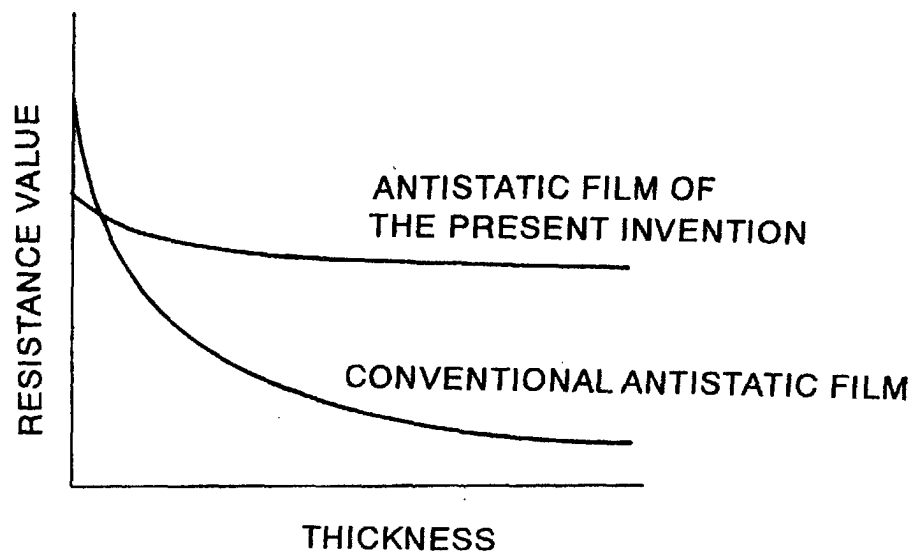 RESISTANCE VALUE
ANTISTATIC FILM OF
THE PRESENT INVENTION
CONVENTIONAL ANTISTATIC FILM
THICKNESS